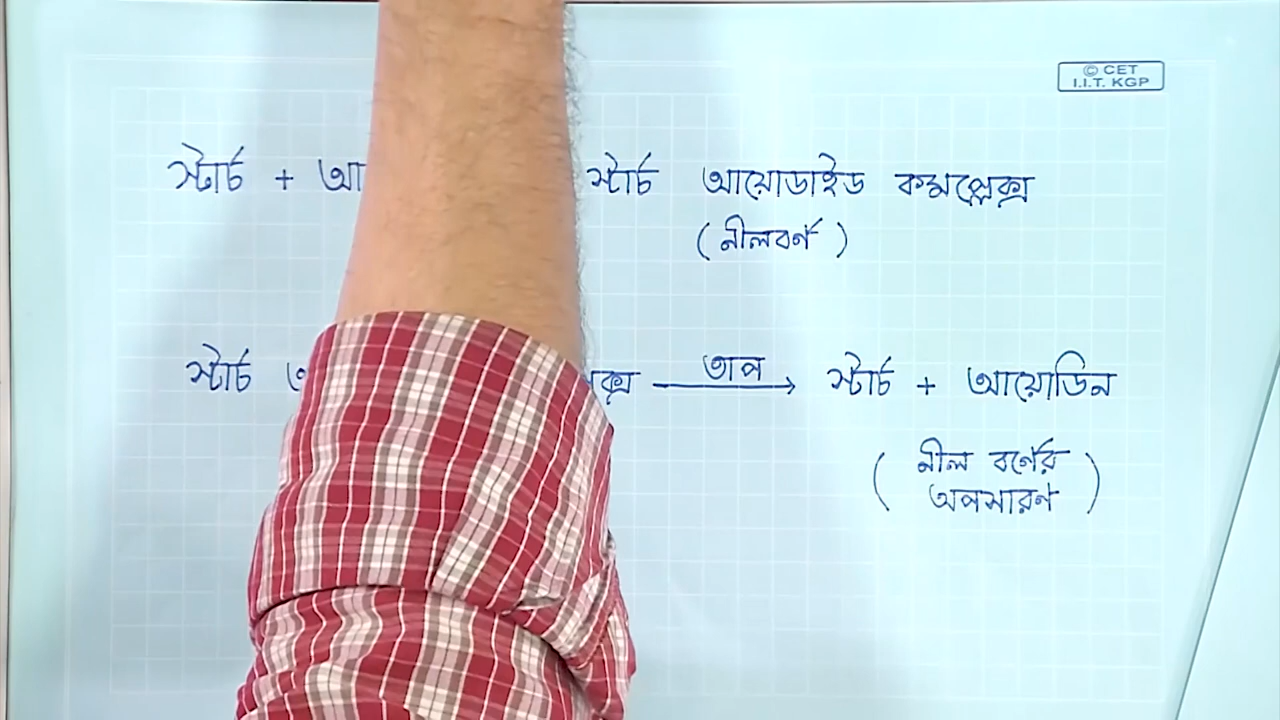 © CET
I.I.T. KGP
স্টার্চ + আ স্টার্চ আয়োডাইড কমপ্লেক্স
( নীলবর্ণ )
স্টার্চ তাপ স্টার্চ + আয়োডিন
( নীল বর্ণের
অপসারণ )